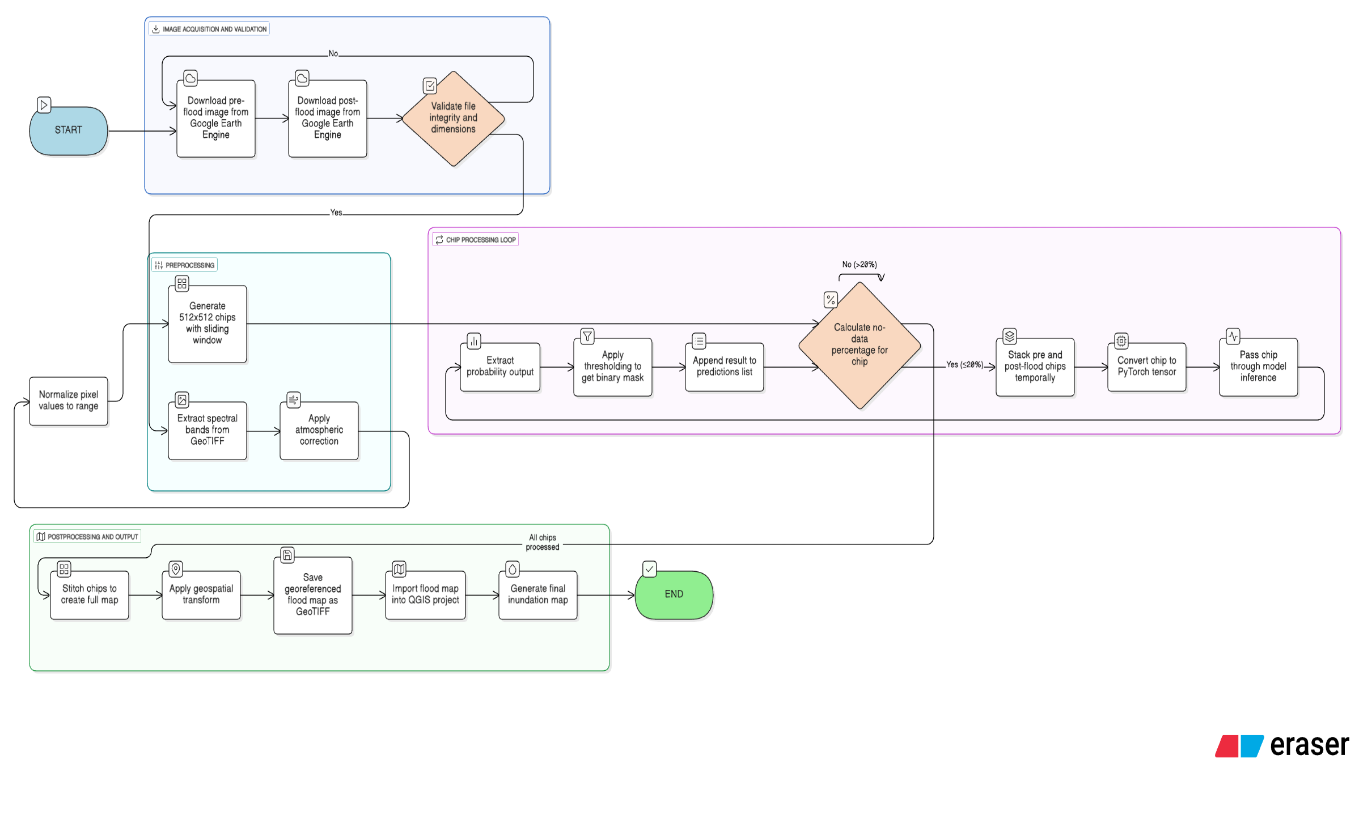 IMAGE ACQUISITION AND VALIDATION
No
START
Download pre-
flood image from
Google Earth
Engine
Download post-
flood image from
Google Earth
Engine
Validate file
integrity and
dimensions
Yes
PREPROCESSING
Generate
512x512 chips
with sliding
window
Normalize pixel
values to range
Extract spectral
bands from
GeoTIFF
Apply
atmospheric
correction
CHIP PROCESSING LOOP
No (>20%)
Extract
probability output
Apply
thresholding to
get binary mask
Append result to
predictions list
Calculate no-
data
percentage for
chip
Yes (≤20%)
Stack pre and
post-flood chips
temporally
Convert chip to
PyTorch tensor
Pass chip
through model
inference
POSTPROCESSING AND OUTPUT
All chips
processed
Stitch chips to
create full map
Apply geospatial
transform
Save
georeferenced
flood map as
GeoTIFF
Import flood map
into QGIS project
Generate final
inundation map
END
eraser